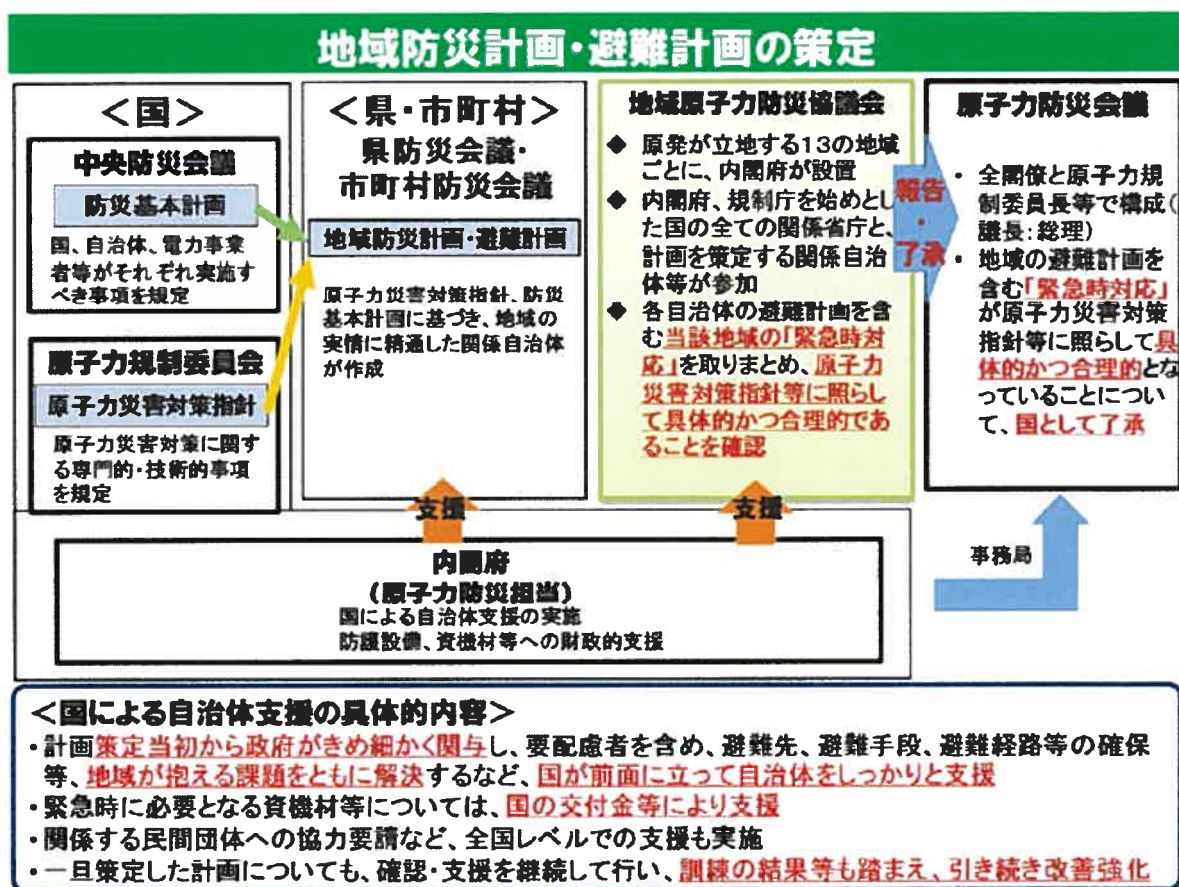 地域防災計画・避難計画の策定
＜国＞
中央防災会議
防災基本計画
国、自治体、電力事業
者等がそれぞれ実施す
べき事項を規定
原子力規制委員会
原子力災害対策指針
原子力災害対策に関す
る専門的・技術的事項
を規定
＜県・市町村＞
県防災会議・
市町村防災会議
地域防災計画・避難計画
原子力災害対策指針、防災
基本計画に基づき、地域の
実情に精通した関係自治体
が作成
地域原子力防災協議会
◆ 原発が立地する13の地域
ごとに、内閣府が設置
◆ 内閣府、規制庁を始めとし
た国の全ての関係省庁と、
計画を策定する関係自治
体等が参加
◆ 各自治体の避難計画を含
む当該地域の「緊急時対
応」を取りまとめ、原子力
災害対策指針等に照らし
て具体的かつ合理的であ
ることを確認
報告
・
了承
原子力防災会議
・ 全閣僚と原子力規
制委員長等で構成(
議長:総理)
・ 地域の避難計画を
含む「緊急時対応」
が原子力災害対策
指針等に照らして具
体的かつ合理的とな
っていることについ
て、国として了承
支援
支援
事務局
内閣府
(原子力防災担当)
国による自治体支援の実施
防護設備、資機材等への財政的支援
＜国による自治体支援の具体的内容＞
・計画策定当初から政府がきめ細かく関与し、要配慮者を含め、避難先、避難手段、避難経路等の確保
等、地域が抱える課題をともに解決するなど、国が前面に立って自治体をしっかりと支援
・緊急時に必要となる資機材等については、国の交付金等により支援
・関係する民間団体への協力要請など、全国レベルでの支援も実施
・一旦策定した計画についても、確認・支援を継続して行い、訓練の結果等も踏まえ、引き続き改善強化